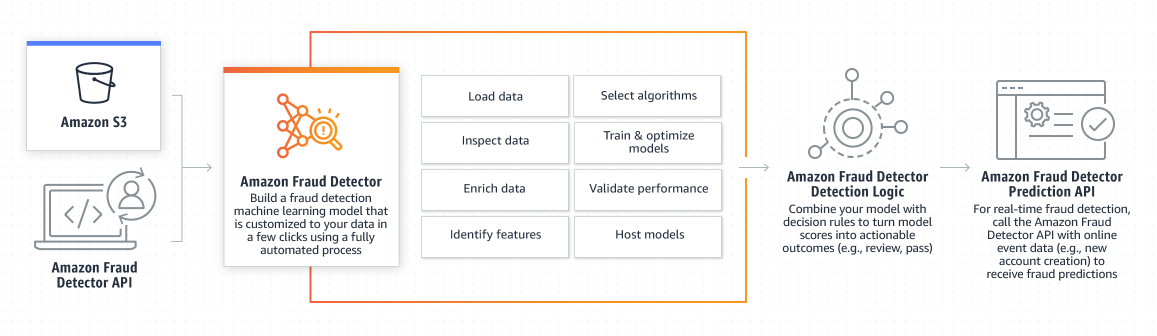 Amazon S3
Amazon Fraud
Detector API
Amazon Fraud Detector
Build a fraud detection
machine learning model that
is customized to your data in
a few clicks using a fully
automated process
Load data
Select algorithms
Inspect data
Train & optimize
models
Enrich data
Validate performance
Identify features
Host models
Amazon Fraud Detector
Detection Logic
Combine your model with
decision rules to turn model
scores into actionable
outcomes (e.g., review, pass)
Amazon Fraud Detector
Prediction API
For real-time fraud detection,
call the Amazon Fraud
Detector API with online
event data (e.g., new
account creation) to
receive fraud predictions